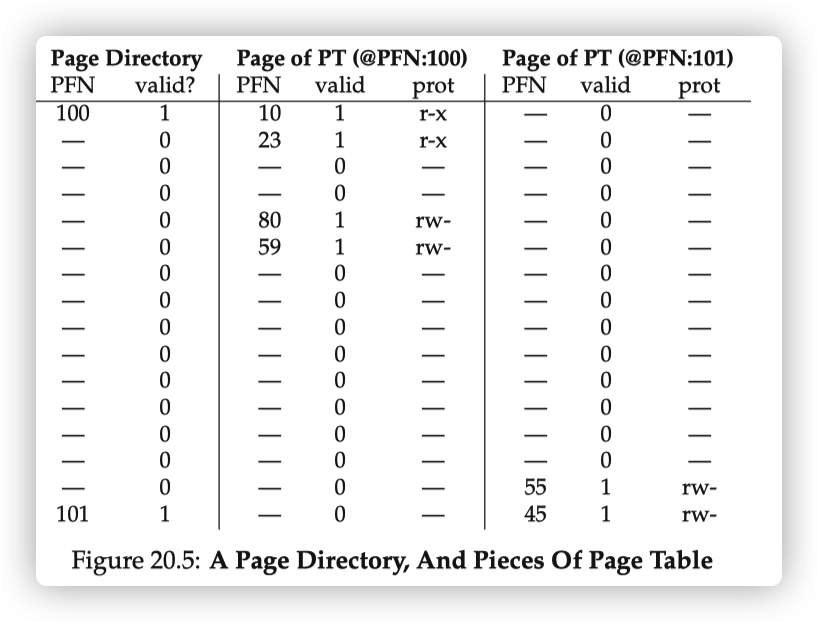 Page Directory Page of PT (@PFN:100) Page of PT (@PFN:101)
PFN valid? PFN valid prot PFN valid prot
100 1 10 1 r-x — 0 —
— 0 23 1 r-x — 0 —
— 0 — 0 — — 0 —
— 0 — 0 — — 0 —
— 0 80 1 rw- — 0 —
— 0 59 1 rw- — 0 —
— 0 — 0 — — 0 —
— 0 — 0 — — 0 —
— 0 — 0 — — 0 —
— 0 — 0 — — 0 —
— 0 — 0 — — 0 —
— 0 — 0 — — 0 —
— 0 — 0 — — 0 —
— 0 — 0 — — 0 —
— 0 — 0 — 55 1 rw-
101 1 — 0 — 45 1 rw-
Figure 20.5: A Page Directory, And Pieces Of Page Table